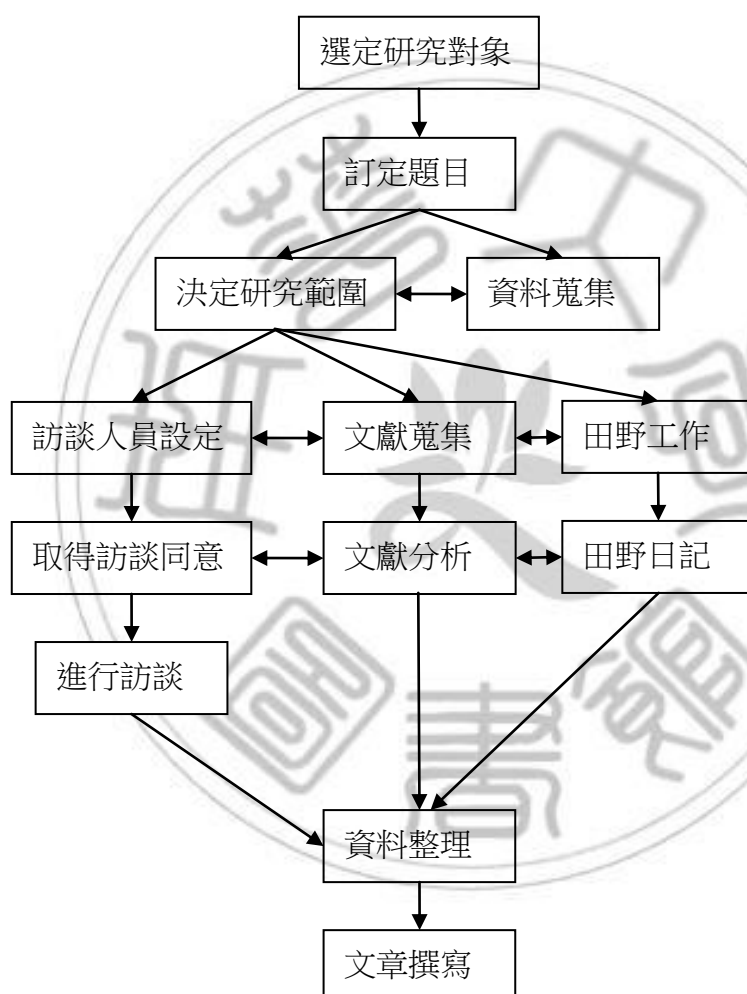 選定研究對象
訂定題目
決定研究範圍
資料蒐集
訪談人員設定
文獻蒐集
田野工作
取得訪談同意
文獻分析
田野日記
進行訪談
資料整理
文章撰寫